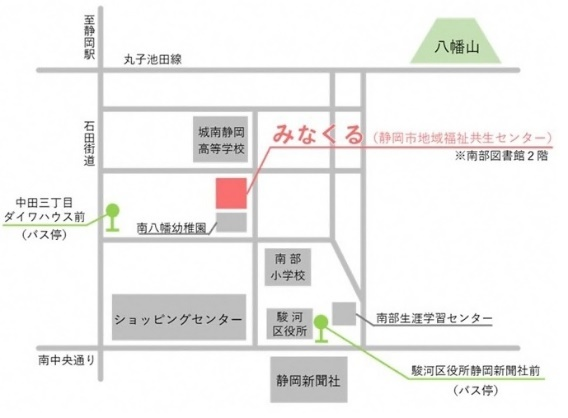 至静岡駅
丸子池田線
八幡山
石田街道
城南静岡
高等学校
みなくる(静岡市地域福祉共生センター)
※南部図書館2階
中田三丁目
ダイワハウス前
(バス停)
南八幡幼稚園
南部
小学校
ショッピングセンター
駿河
区役所
南部生涯学習センター
南中央通り
静岡新聞社
駿河区役所静岡新聞社前
(バス停)